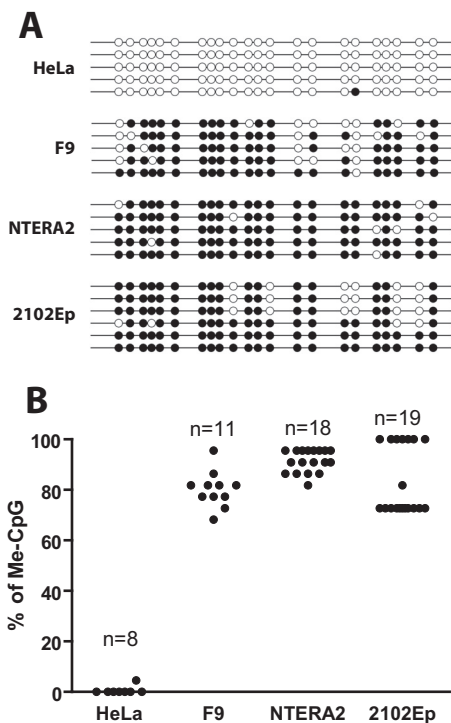 A
HeLa
F9
NTERA2
2102Ep
B
n=11
n=18
n=19
n=8
100
80
60
40
20
0
% of Me-CpG
HeLa F9 NTERA2 2102Ep